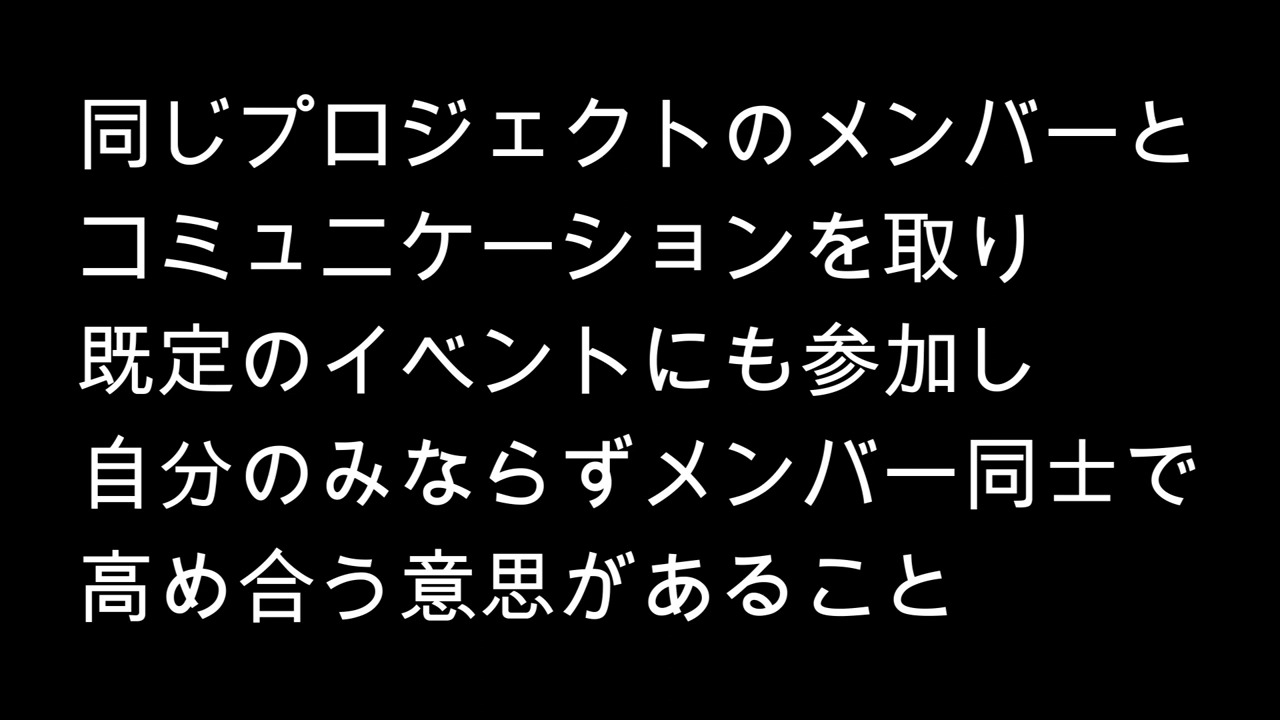 同じプロジェクトのメンバーと
コミュニケーションを取り
既定のイベントにも参加し
自分のみならずメンバー同士で
高め合う意思があること